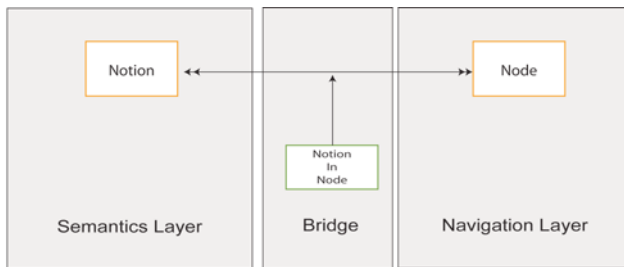 Notion
Node
Notion
In
Node
Semantics Layer
Bridge
Navigation Layer